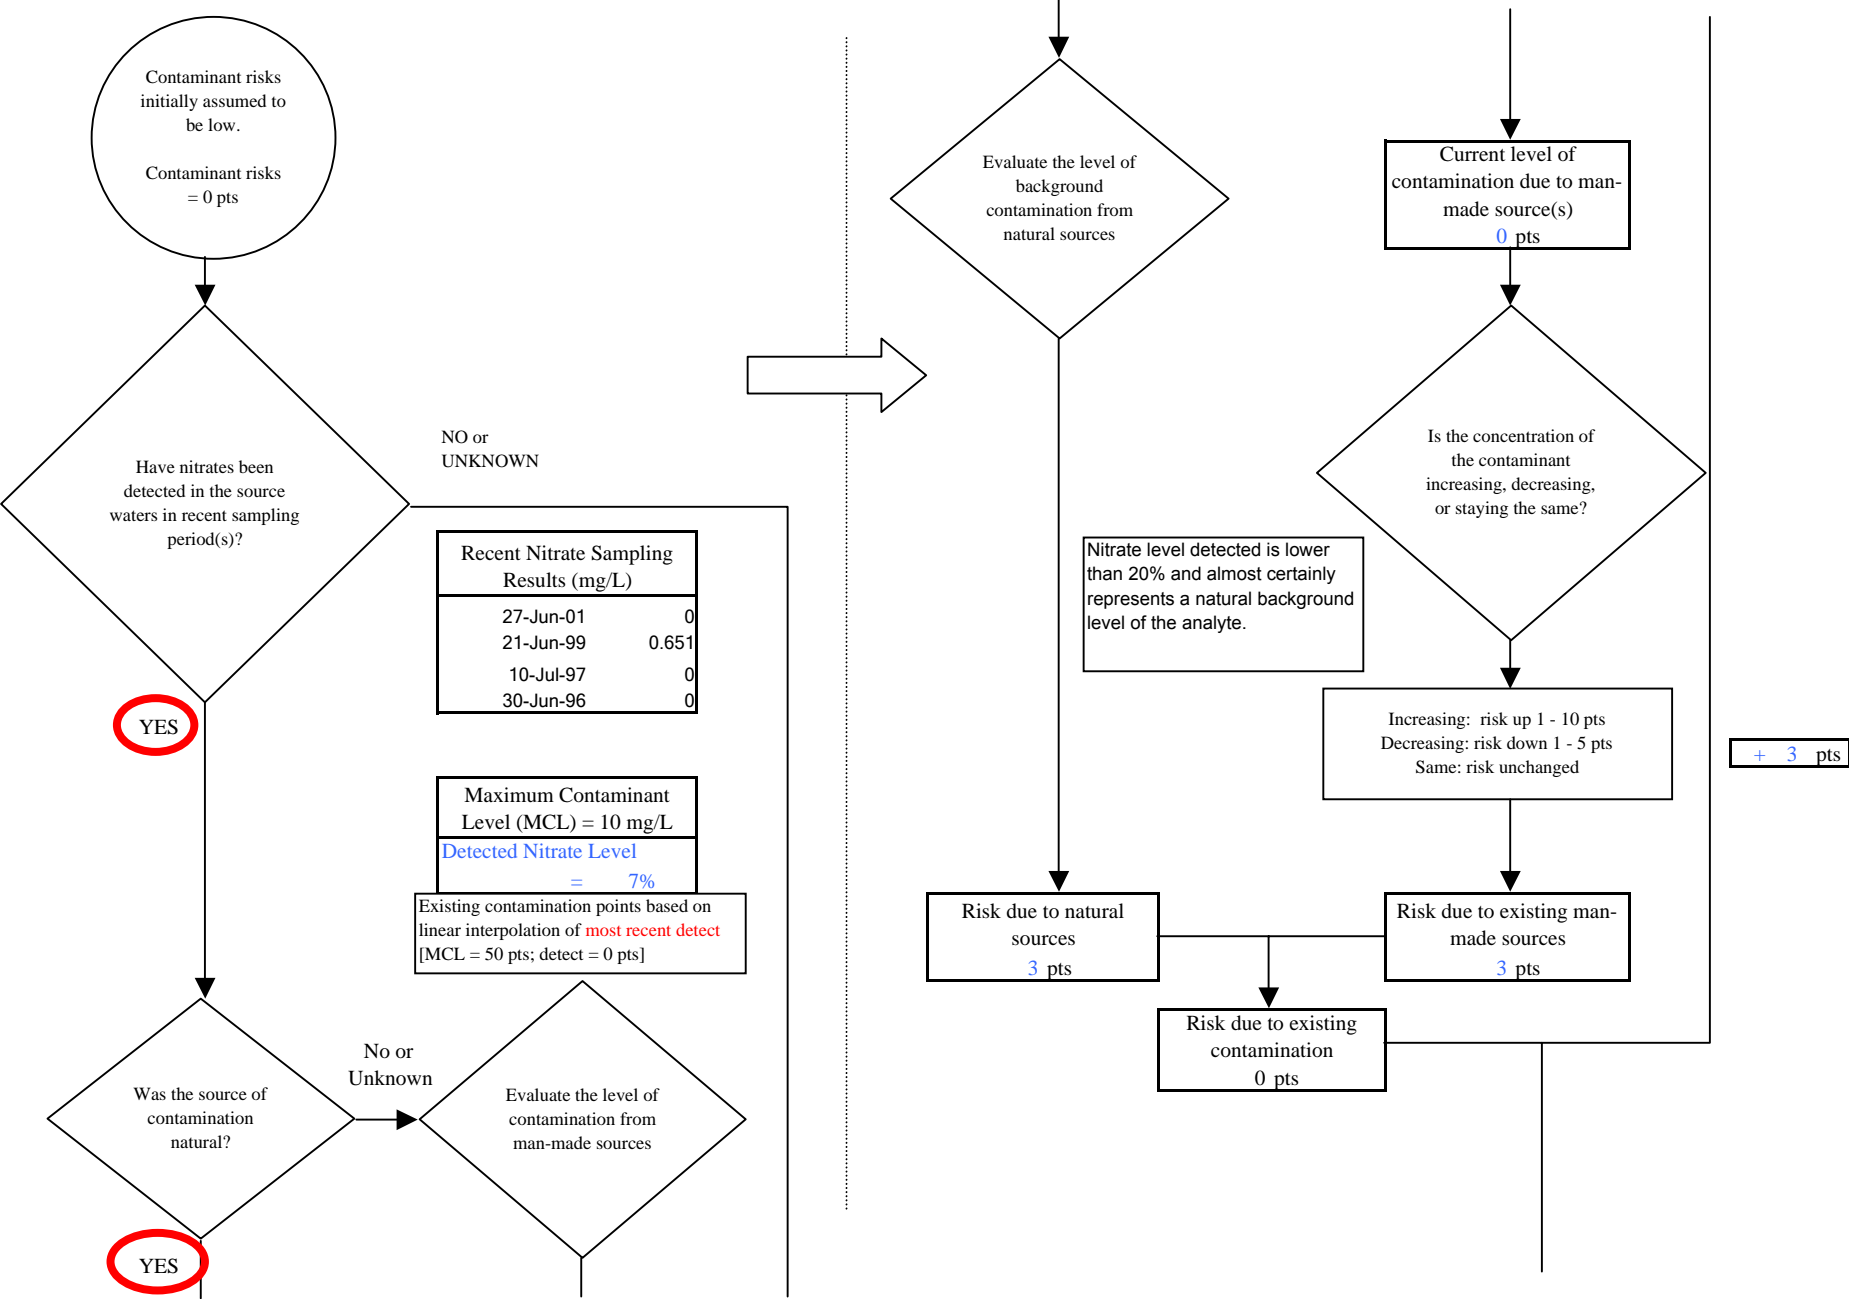 Contaminant risks
initially assumed to
be low.
Contaminant risks
= 0 pts
Have nitrates been
detected in the source
waters in recent sampling
period(s)?
NO or
UNKNOWN
YES
Recent Nitrate Sampling
Results (mg/L)
27-Jun-01 0
21-Jun-99 0.651
10-Jul-97 0
30-Jun-96 0
Maximum Contaminant
Level (MCL) = 10 mg/L
Detected Nitrate Level
= 7%
Existing contamination points based on
linear interpolation of most recent detect
[MCL = 50 pts; detect = 0 pts]
Was the source of
contamination
natural?
No or
Unknown
Evaluate the level of
contamination from
man-made sources
YES
Evaluate the level of
background
contamination from
natural sources
Current level of
contamination due to man-
made source(s)
0 pts
Is the concentration of
the contaminant
increasing, decreasing,
or staying the same?
Nitrate level detected is lower
than 20% and almost certainly
represents a natural background
level of the analyte.
Increasing: risk up 1 - 10 pts
Decreasing: risk down 1 - 5 pts
Same: risk unchanged
+ 3 pts
Risk due to natural
sources
3 pts
Risk due to existing man-
made sources
3 pts
Risk due to existing
contamination
0 pts